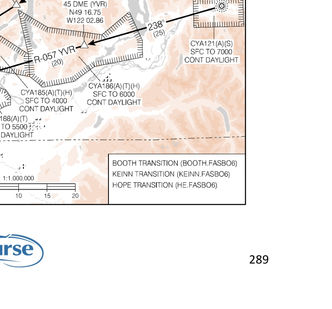 45 DME (YVR)
N49 16.75
W122 02.86
238°
(25)
R-057 YVR
(20)
CYA121(A)(S)
SFC TO 7000
CONT DAYLIGHT
CYA185(A)(T)(H)
SFC TO 4000
CONT DAYLIGHT
CYA186(A)(T)(H)
SFC TO 6000
CONT DAYLIGHT
188(A)(T)
TO 5500
DAYLIGHT
BOOTH TRANSITION (BOOTH.FASBO6)
KEINN TRANSITION (KEINN.FASBO6)
HOPE TRANSITION (HE.FASBO6)
1:1 000 000
10 15 20
urse
289